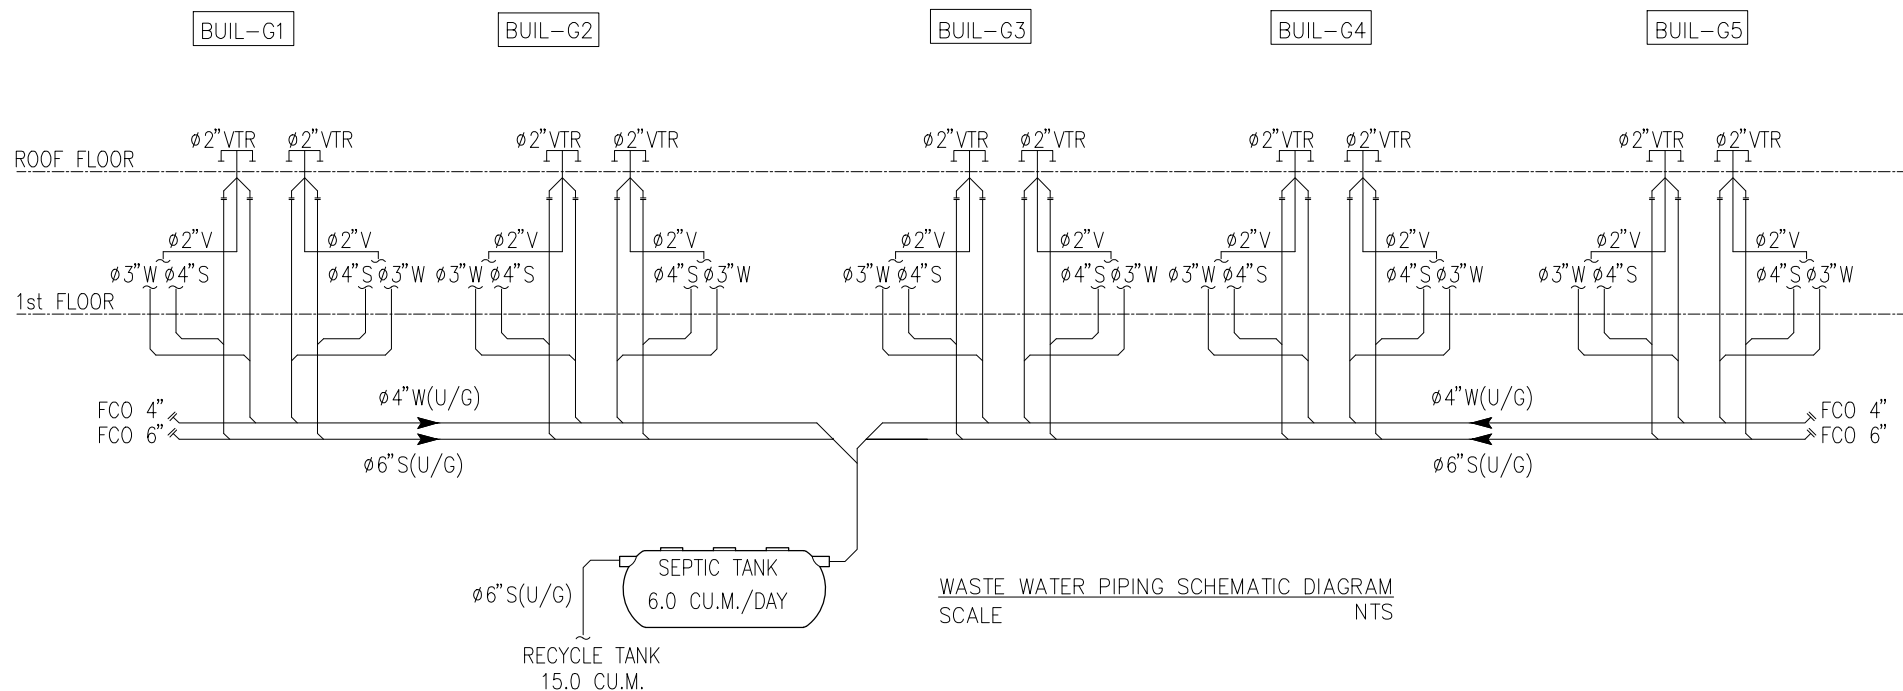 BUIL-G1 BUIL-G2 BUIL-G3 BUIL-G4 BUIL-G5
ø2"VTR ø2"VTR ø2"VTR ø2"VTR ø2"VTR ø2"VTR ø2"VTR ø2"VTR ø2"VTR ø2"VTR
ROOF FLOOR
ø2"V ø2"V ø2"V ø2"V ø2"V ø2"V ø2"V ø2"V ø2"V ø2"V
ø3"W ø4"S ø4"S ø3"W ø3"W ø4"S ø4"S ø3"W ø3"W ø4"S ø4"S ø3"W ø3"W ø4"S ø4"S ø3"W ø3"W ø4"S ø4"S ø3"W
1st FLOOR
ø4"W(U/G) ø4"W(U/G)
FCO 4" FCO 4"
FCO 6" FCO 6"
ø6"S(U/G) ø6"S(U/G)
SEPTIC TANK
6.0 CU.M./DAY
ø6"S(U/G)
RECYCLE TANK
15.0 CU.M.
WASTE WATER PIPING SCHEMATIC DIAGRAM
SCALE NTS